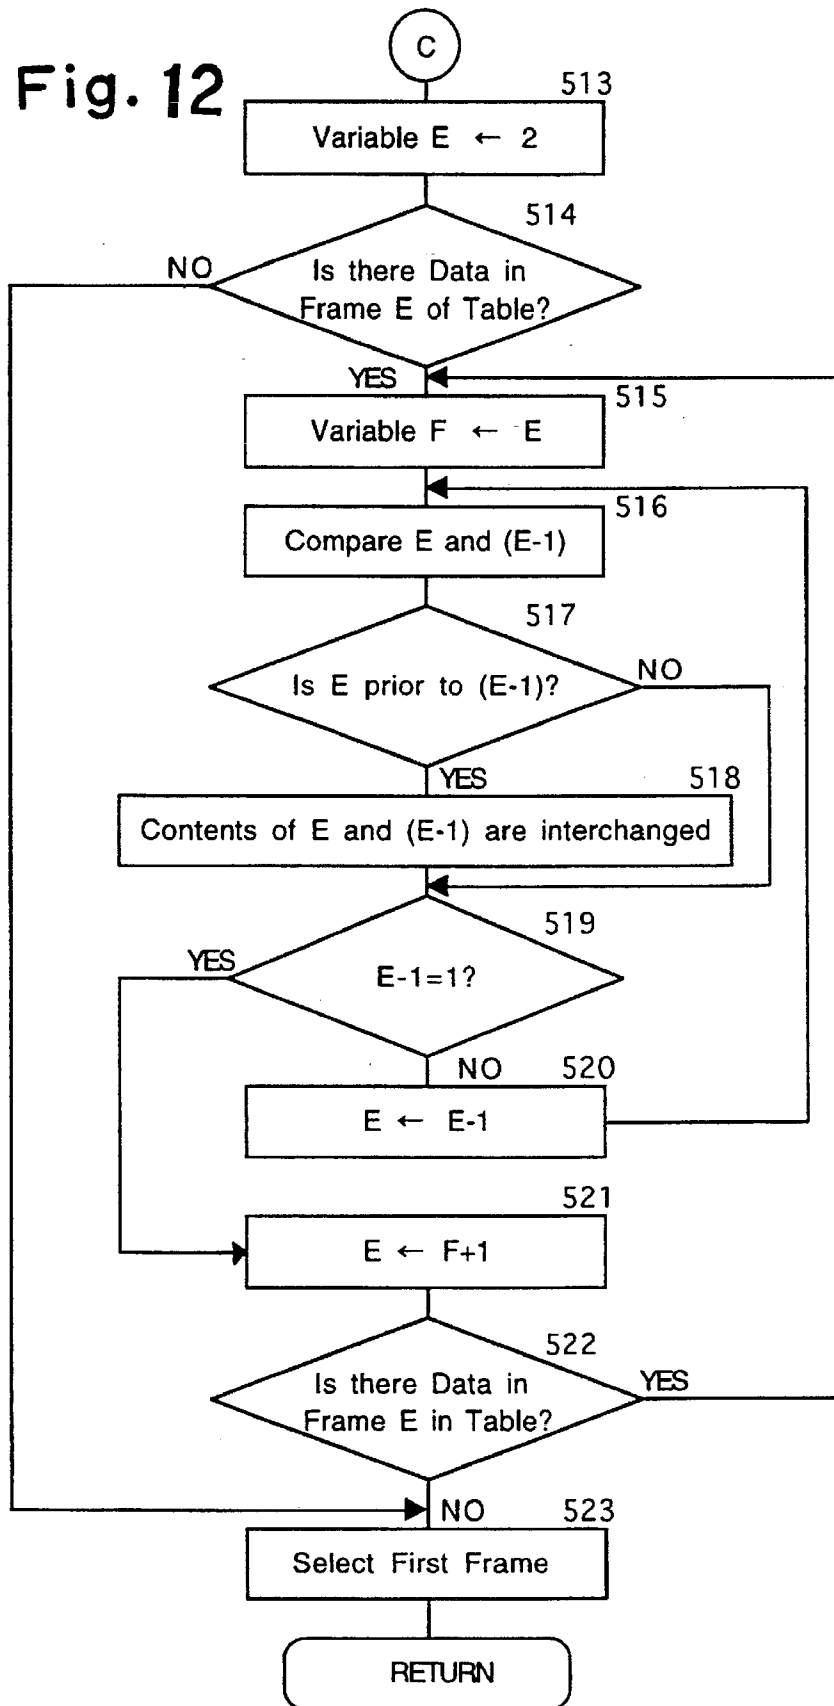 C
Fig. 12
513
Variable E ← 2
514
NO
Is there Data in
Frame E of Table?
YES
515
Variable F ← E
516
Compare E and (E-1)
517
Is E prior to (E-1)?
NO
YES
518
Contents of E and (E-1) are interchanged
519
YES
E-1=1?
NO
520
E ← E-1
521
E ← F+1
522
Is there Data in
Frame E in Table?
YES
NO
523
Select First Frame
RETURN